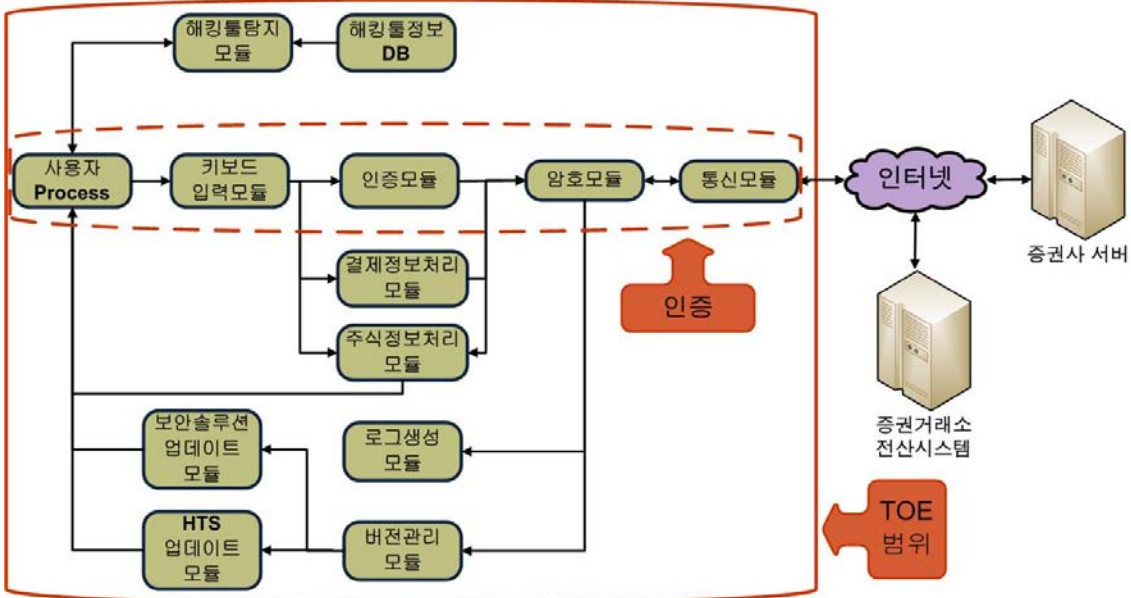 해킹툴탐지
모듈
해킹툴정보
DB
사용자
Process
키보드
입력모듈
인증모듈
암호모듈
통신모듈
인터넷
증권사 서버
결제정보처리
모듈
인증
주식정보처리
모듈
증권거래소
전산시스템
보안솔루션
업데이트
모듈
로그생성
모듈
HTS
업데이트
모듈
버전관리
모듈
TOE
범위